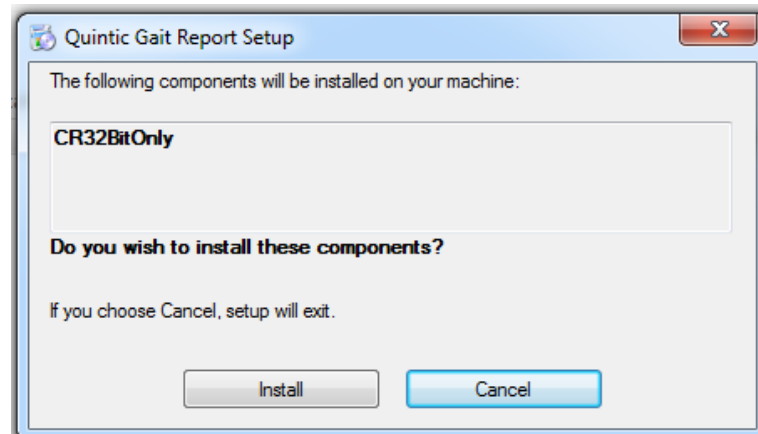 Quintic Gait Report Setup
The following components will be installed on your machine:
CR32BitOnly
Do you wish to install these components?
If you choose Cancel, setup will exit.
Install
Cancel